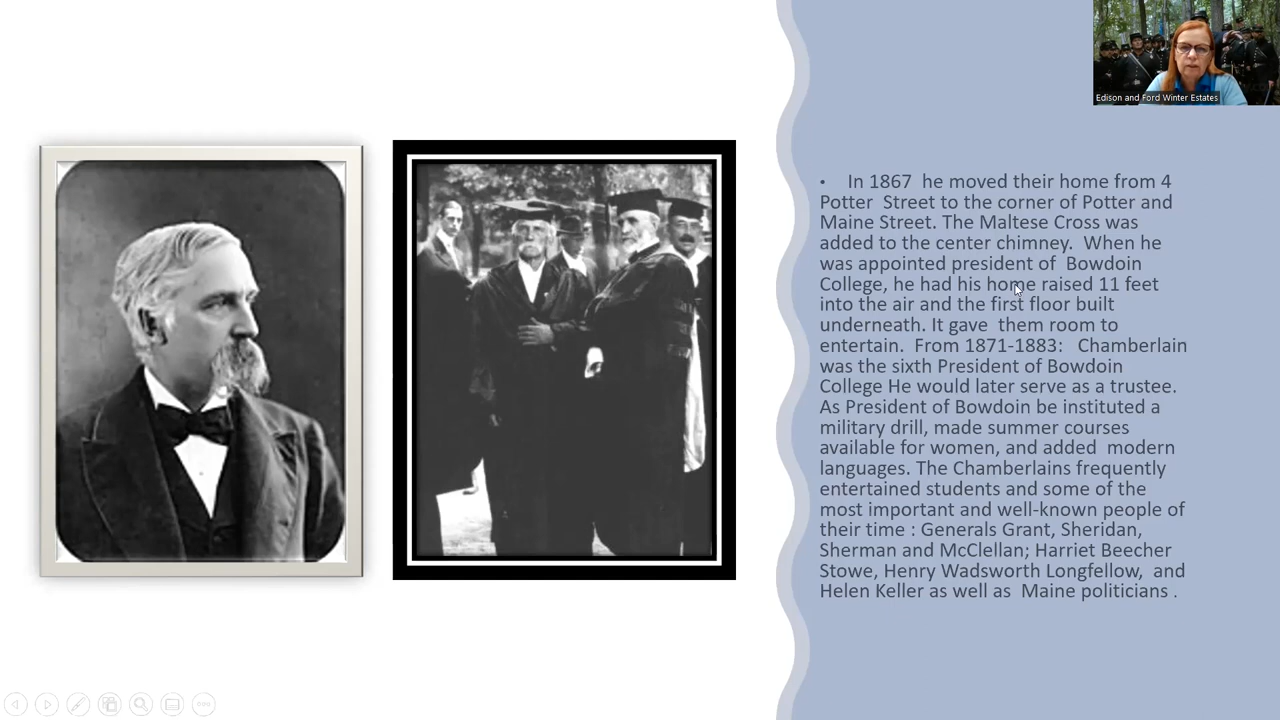 Edison and Ford Winter Estates
• In 1867 he moved their home from 4
Potter Street to the corner of Potter and
Maine Street. The Maltese Cross was
added to the center chimney. When he
was appointed president of Bowdoin
College, he had his home raised 11 feet
into the air and the first floor built
underneath. It gave them room to
entertain. From 1871-1883: Chamberlain
was the sixth President of Bowdoin
College He would later serve as a trustee.
As President of Bowdoin be instituted a
military drill, made summer courses
available for women, and added modern
languages. The Chamberlains frequently
entertained students and some of the
most important and well-known people of
their time : Generals Grant, Sheridan,
Sherman and McClellan; Harriet Beecher
Stowe, Henry Wadsworth Longfellow, and
Helen Keller as well as Maine politicians .